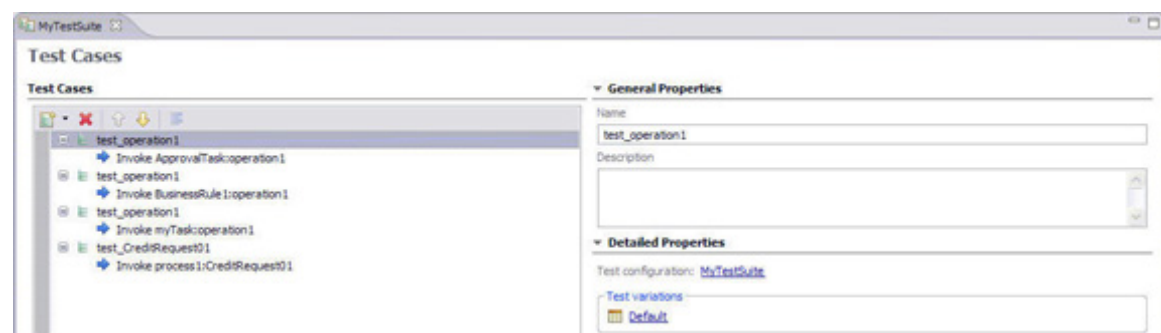 MyTestSuite
Test Cases
Test Cases
test_operation1
Invoke ApprovalTask:operation1
test_operation1
Invoke BusinessRule1:operation1
test_operation1
Invoke myTask:operation1
test_CreditRequest01
Invoke process1:CreditRequest01
General Properties
Name
test_operation1
Description
Detailed Properties
Test configuration: MyTestSuite
Test variations
Default